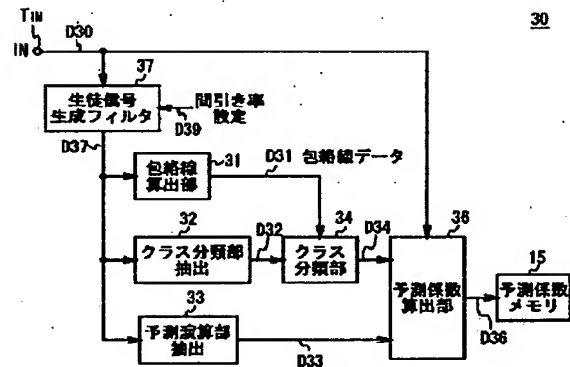 30
TIN
IN
D30
37
生徒信号
生成フィルタ
間引き率
設定
D39
D37
31
包絡線
算出部
D31 包絡線データ
32
クラス分類部
抽出
D32
34
クラス
分類部
D34
36
予測係数
算出部
15
予測係数
メモリ
D36
33
予測演算部
抽出
D33